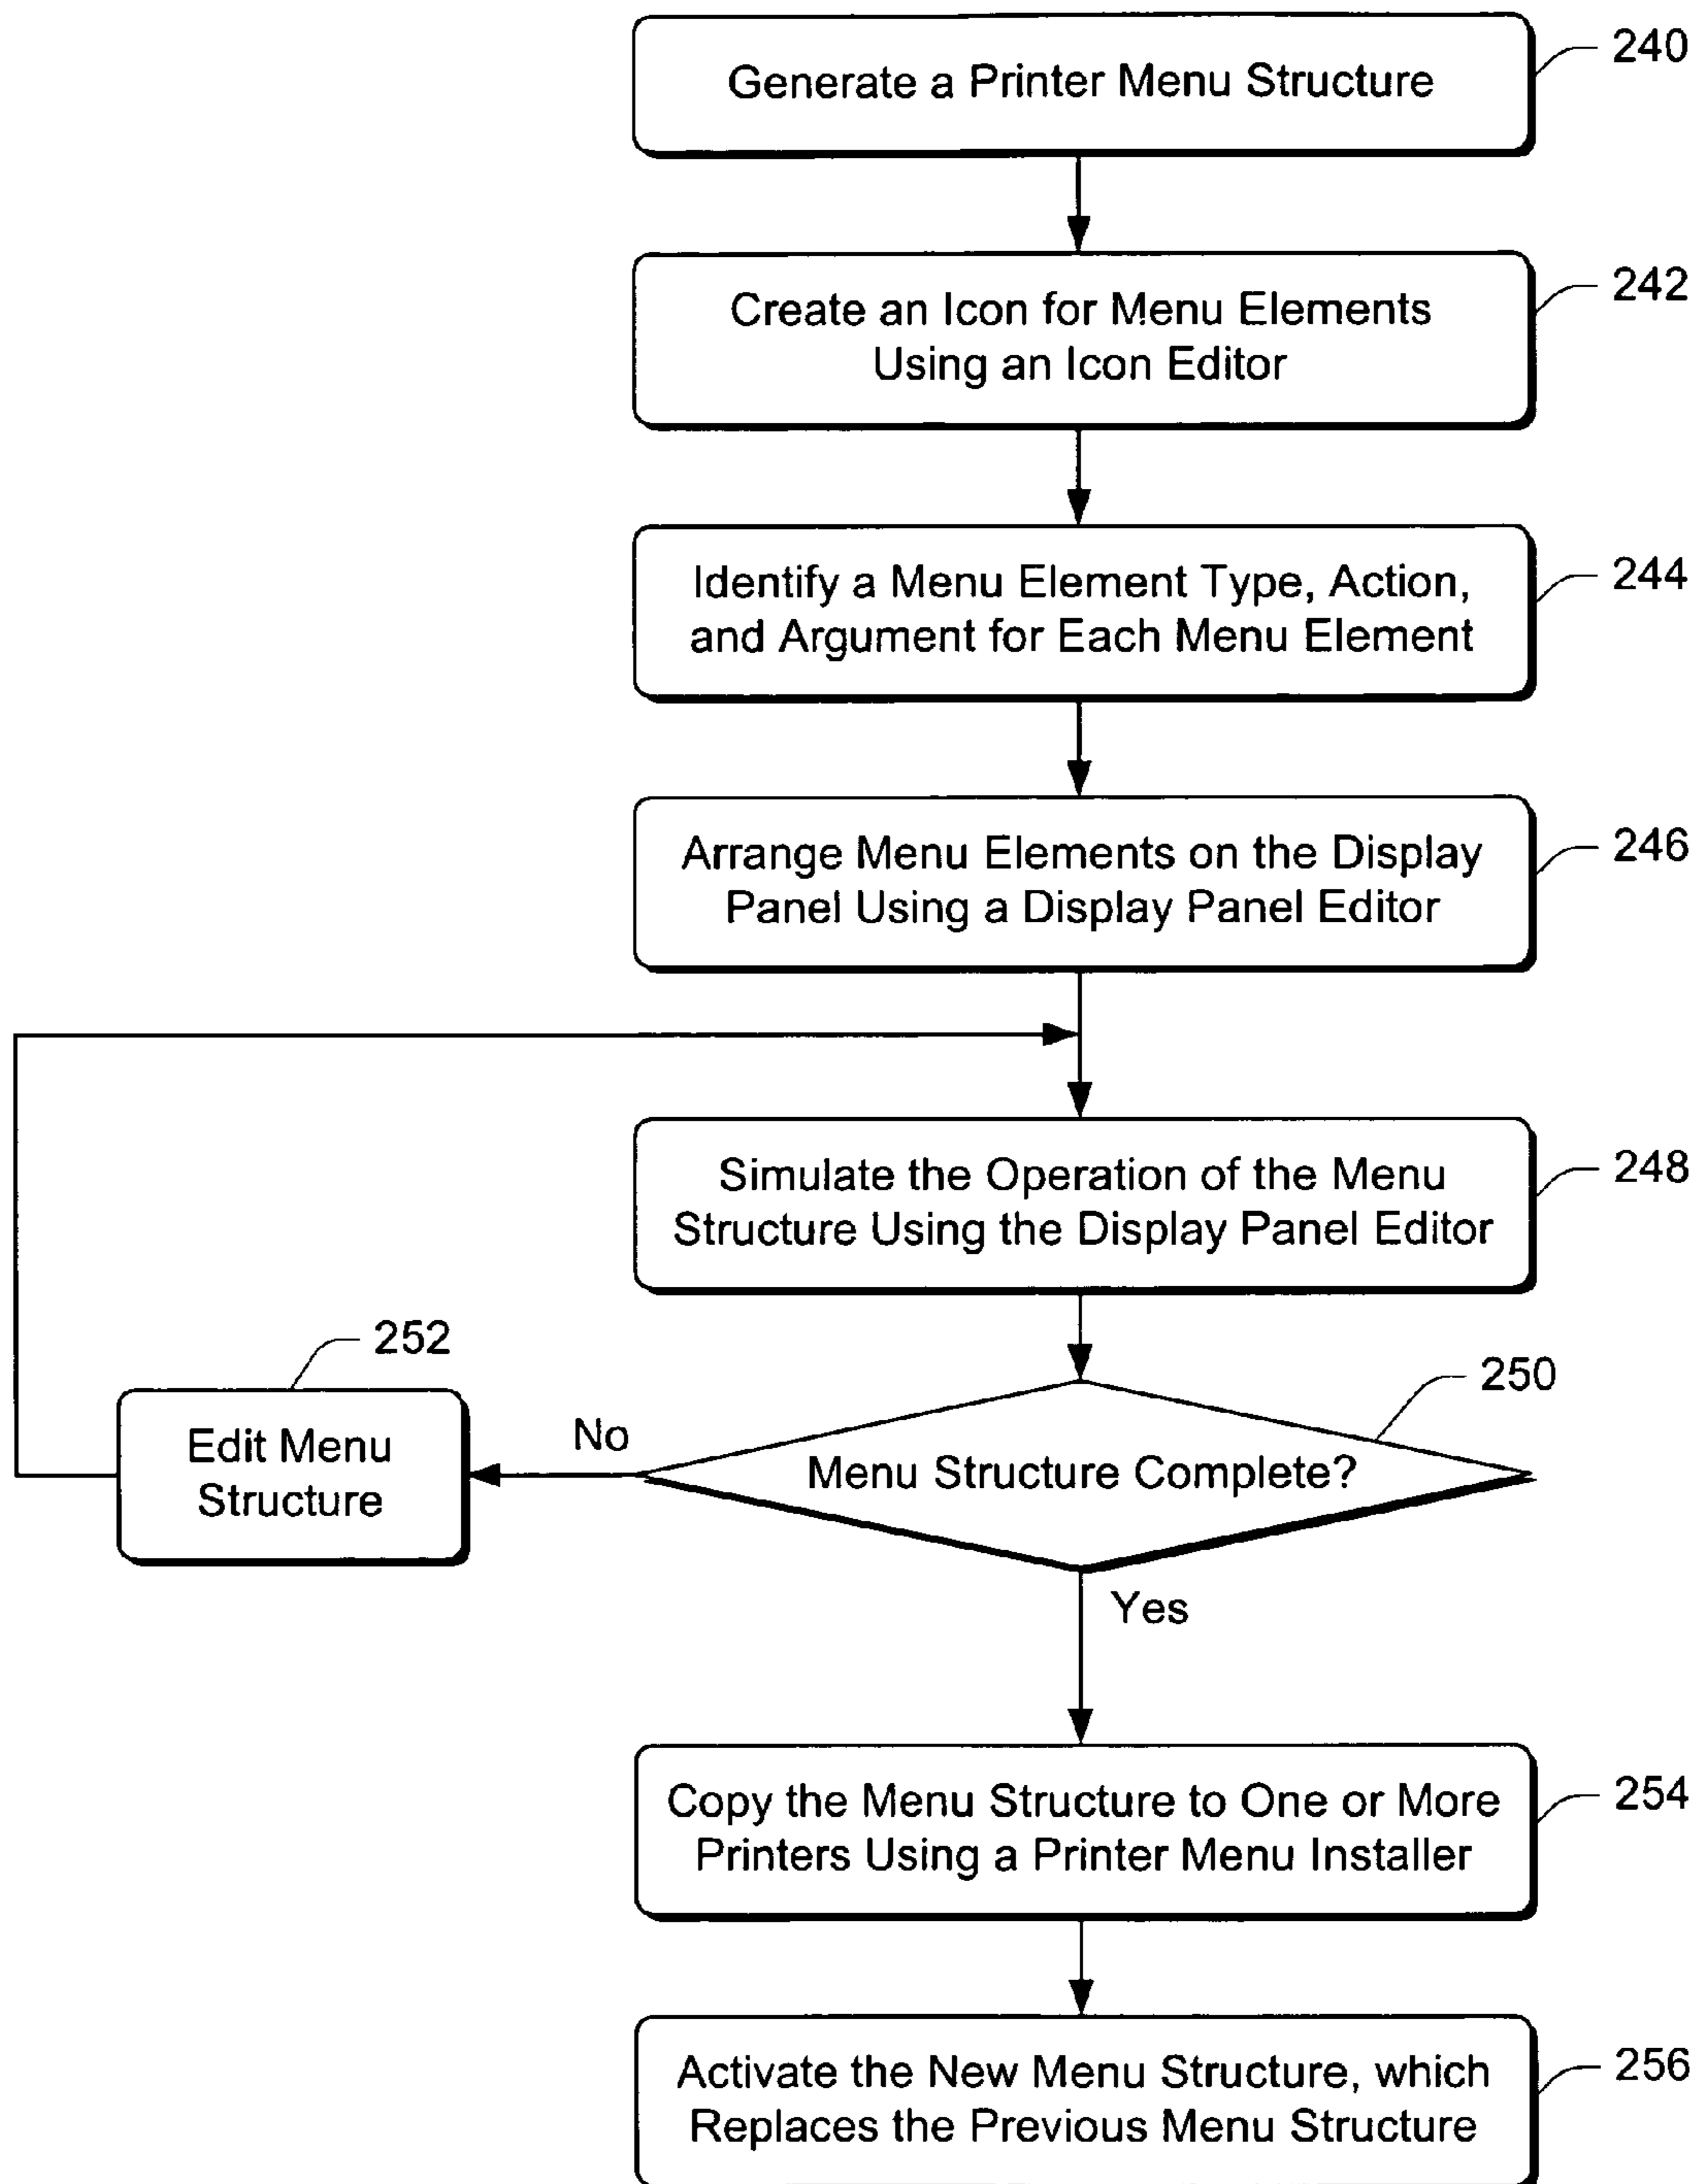 Generate a Printer Menu Structure
240
Create an Icon for Menu Elements
Using an Icon Editor
242
Identify a Menu Element Type, Action,
and Argument for Each Menu Element
244
Arrange Menu Elements on the Display
Panel Using a Display Panel Editor
246
Simulate the Operation of the Menu
Structure Using the Display Panel Editor
248
252
Edit Menu
Structure
No
Menu Structure Complete?
250
Yes
Copy the Menu Structure to One or More
Printers Using a Printer Menu Installer
254
Activate the New Menu Structure, which
Replaces the Previous Menu Structure
256